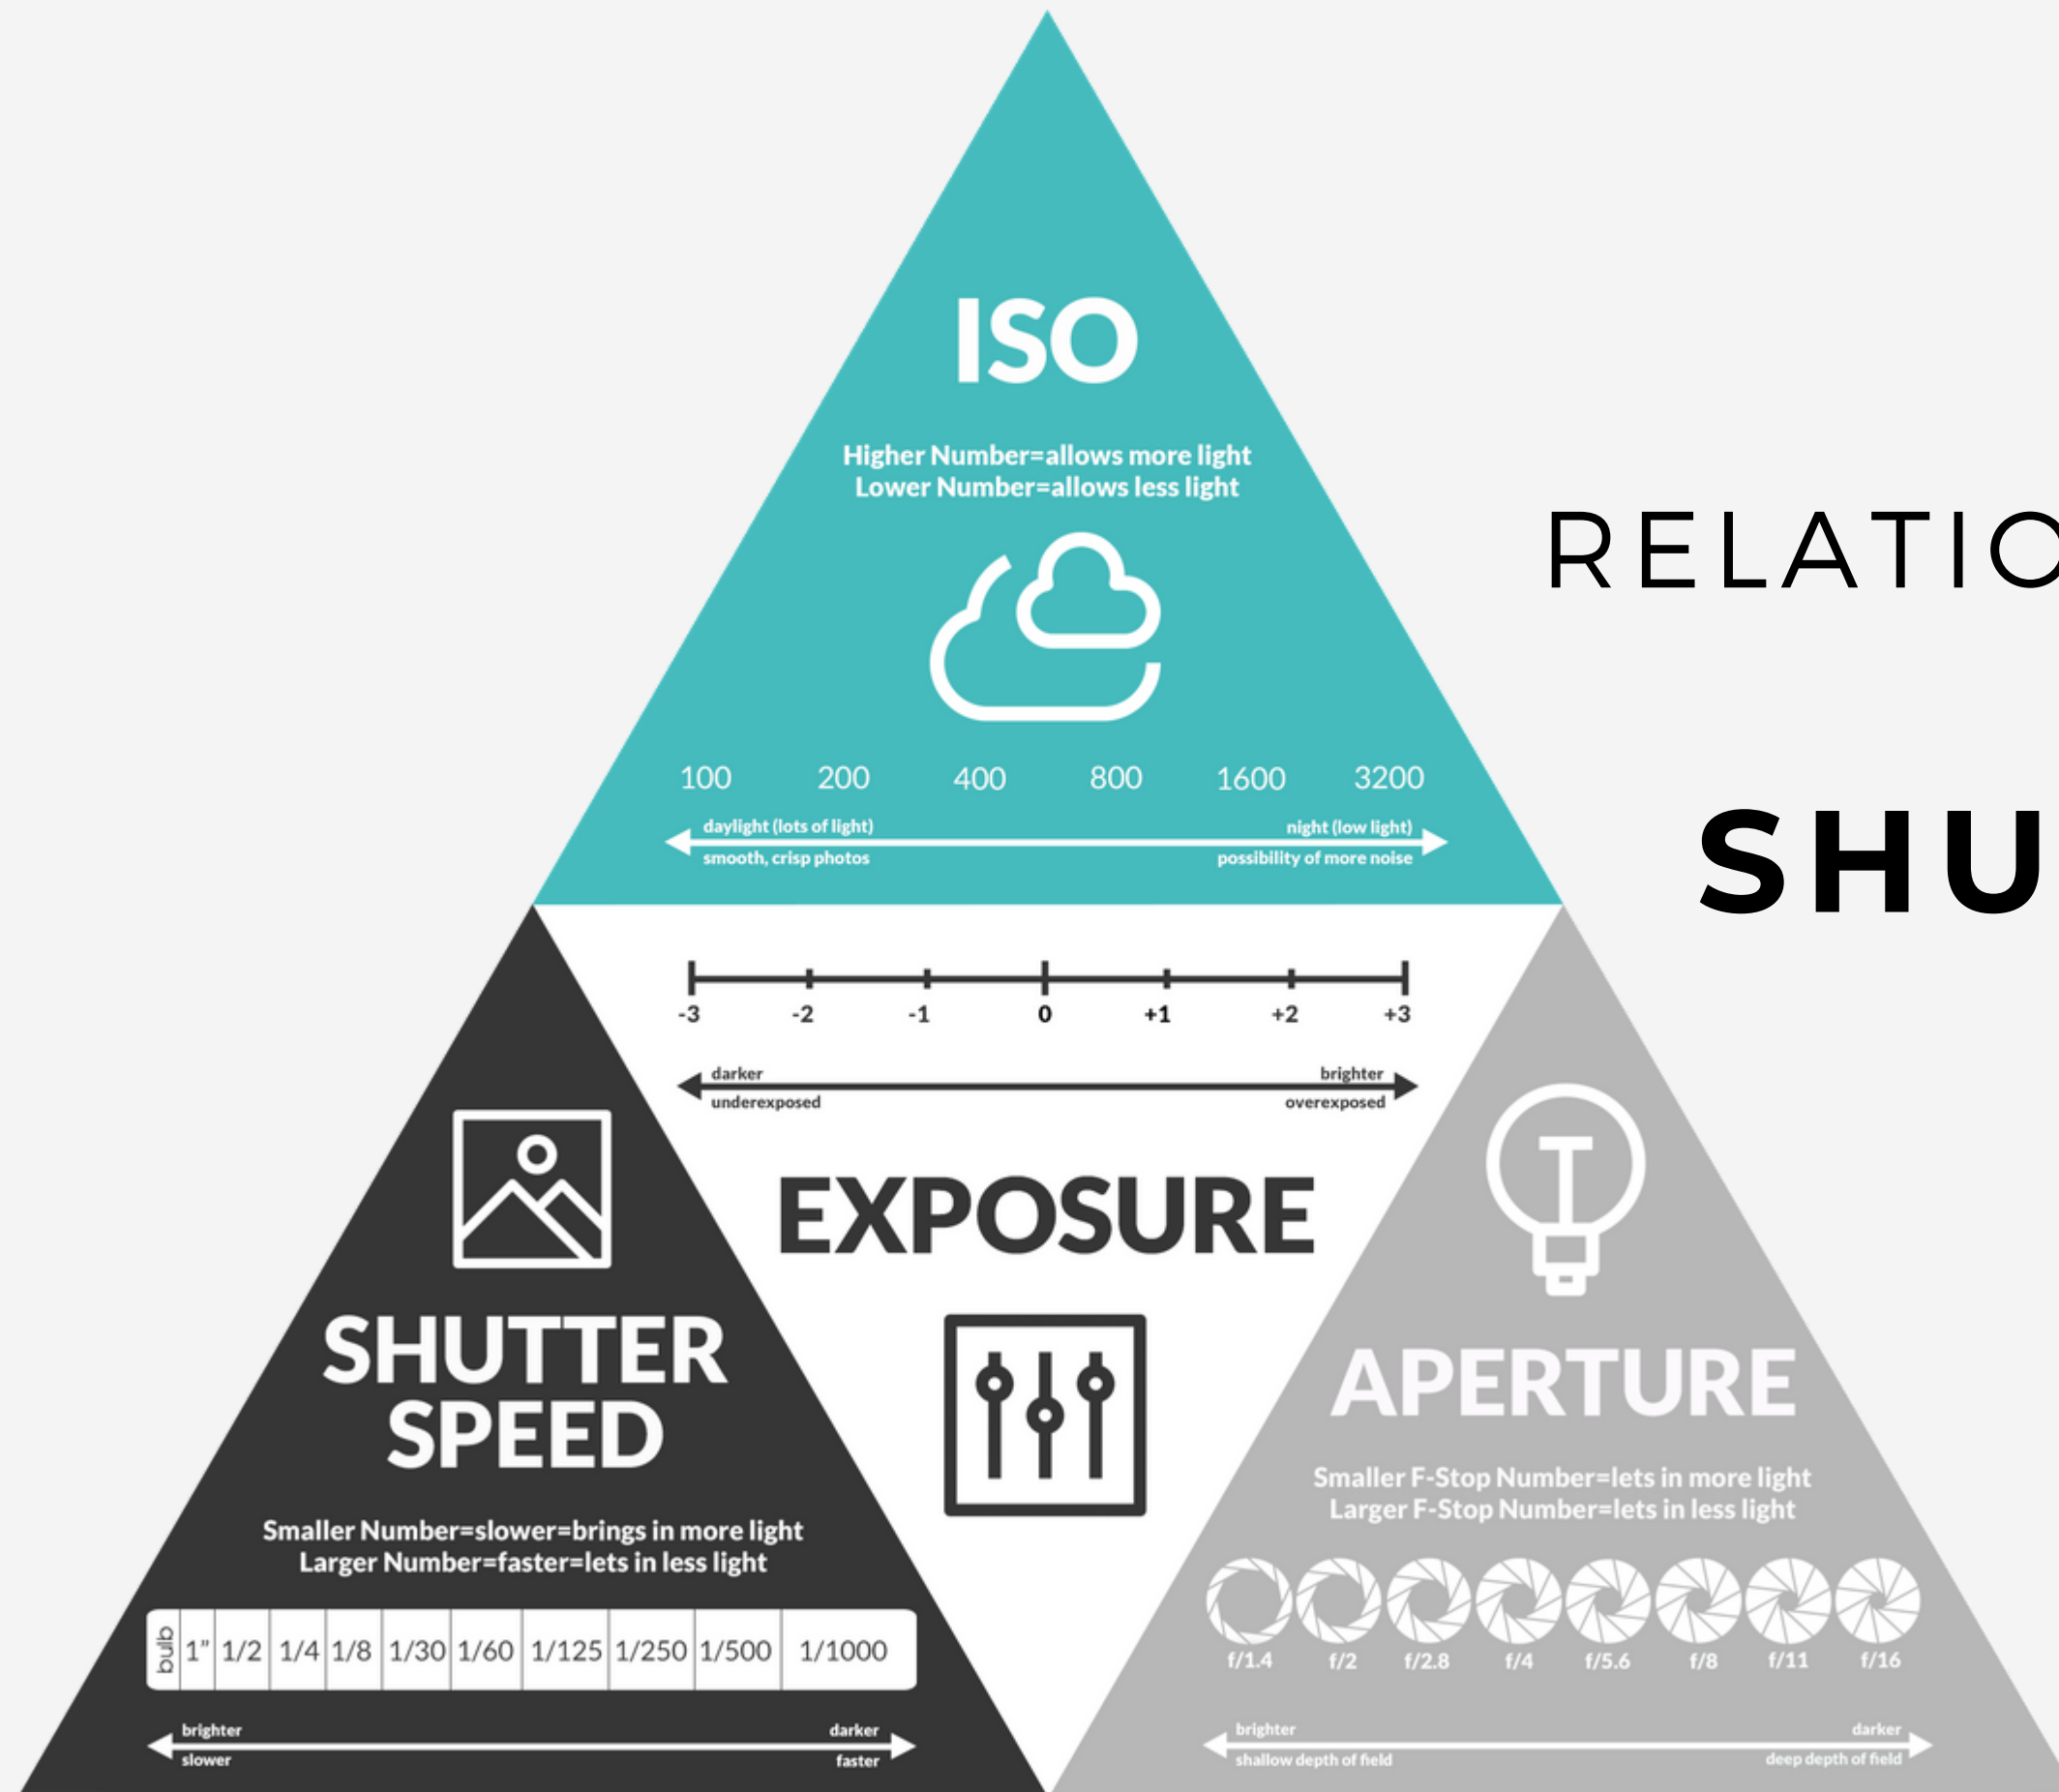 ISO
Higher Number=allows more light
Lower Number=allows less light
100 200 400 800 1600 3200
daylight (lots of light) night (low light)
smooth, crisp photos possibility of more noise
RELATIO
SHU
-3 -2 -1 0 +1 +2 +3
darker brighter
underexposed overexposed
EXPOSURE
SHUTTER
SPEED
Smaller Number=slower=brings in more light
Larger Number=faster=lets in less light
bulb 1" 1/2 1/4 1/8 1/30 1/60 1/125 1/250 1/500 1/1000
brighter darker
slower faster
APERTURE
Smaller F-Stop Number=lets in more light
Larger F-Stop Number=lets in less light
f/1.4 f/2 f/2.8 f/4 f/5.6 f/8 f/11 f/16
brighter darker
shallow depth of field deep depth of field